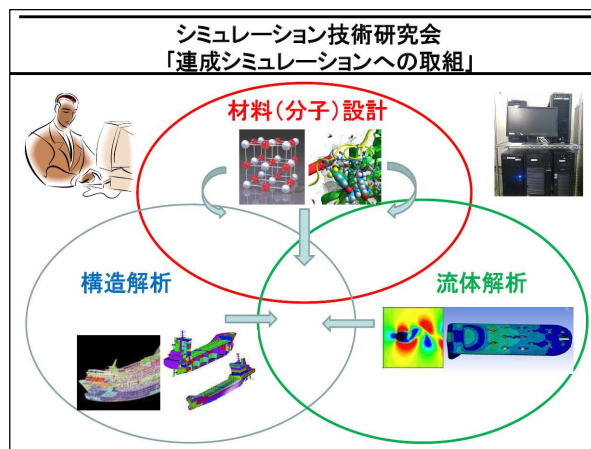 シミュレーション技術研究会
「連成シミュレーションへの取組」
材料(分子)設計
構造解析
流体解析